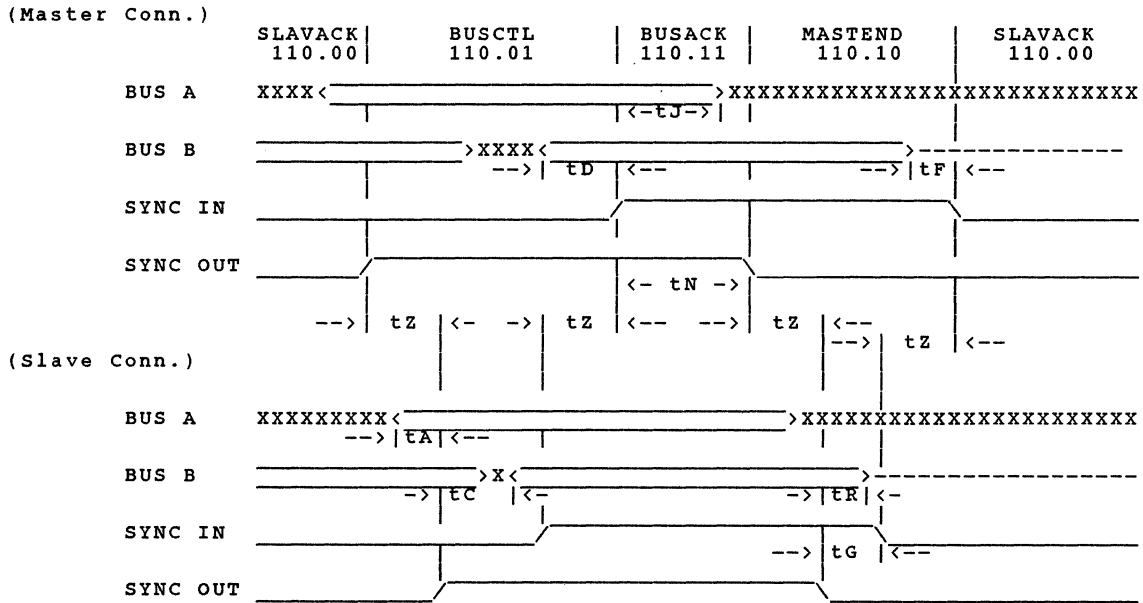 (Master Conn.)
SLAVACK | BUSCTL | BUSACK | MASTEND | SLAVACK
110.00 | 110.01 | 110.11 | 110.10 | 110.00
BUS A XXXX< >XXXXXXXXXXXXXXXXXXXXXXXXXXXX
<-tJ->|
BUS B >XXXX< >---------------
-->| tD |<-- -->|tF|<--
SYNC IN
SYNC OUT
|<- tN ->|
-->| tZ |<- ->| tZ |<-- -->| tZ |<--
-->| tZ |<--
(Slave Conn.)
BUS A XXXXXXXXX< >XXXXXXXXXXXXXXXXXXXXXXX
-->|tA|<--
BUS B >X< >------------------
->|tC |<- ->|tR|<-
SYNC IN
-->|tG |<--
SYNC OUT